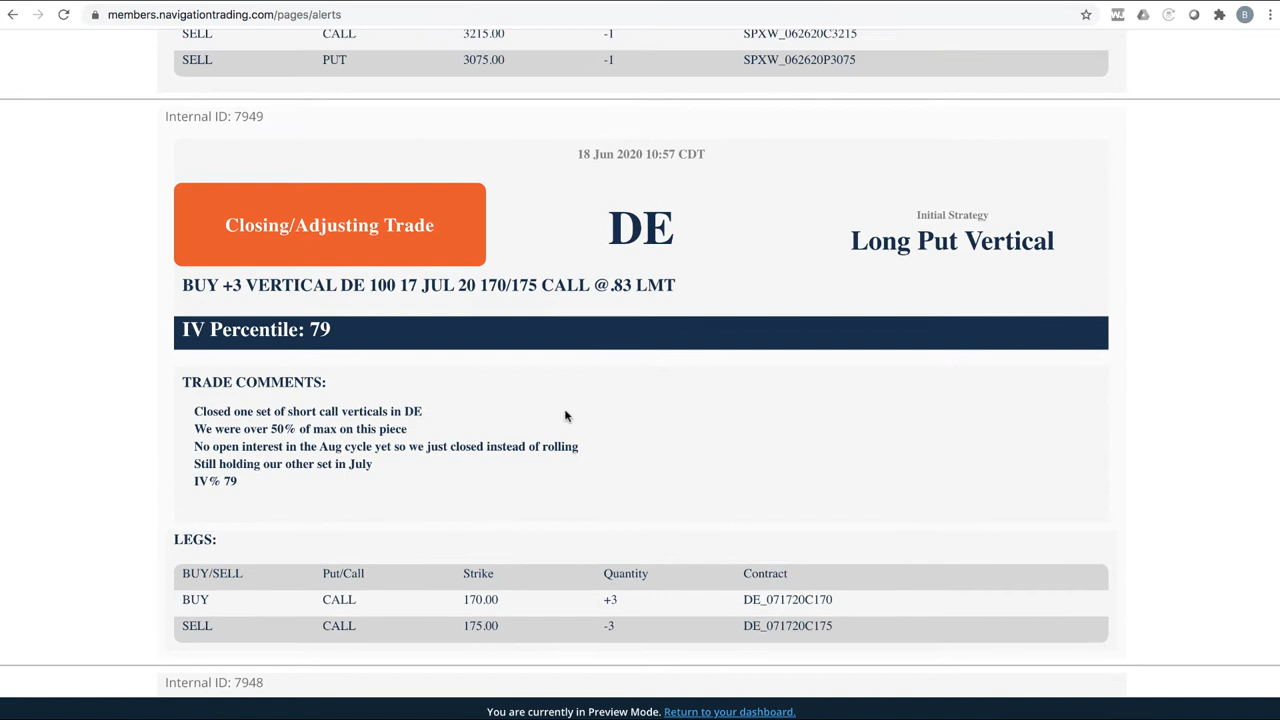 members.navigationtrading.com/pages/alerts
SELL CALL 3215.00 -1 SPXW_062620C3215
SELL PUT 3075.00 -1 SPXW_062620P3075
Internal ID: 7949
18 Jun 2020 10:57 CDT
Closing/Adjusting Trade
DE
Initial Strategy
Long Put Vertical
BUY +3 VERTICAL DE 100 17 JUL 20 170/175 CALL @.83 LMT
IV Percentile: 79
TRADE COMMENTS:
Closed one set of short call verticals in DE
We were over 50% of max on this piece
No open interest in the Aug cycle yet so we just closed instead of rolling
Still holding our other set in July
IV% 79
LEGS:
BUY/SELL Put/Call Strike Quantity Contract
BUY CALL 170.00 +3 DE_071720C170
SELL CALL 175.00 -3 DE_071720C175
Internal ID: 7948
You are currently in Preview Mode. Return to your dashboard.